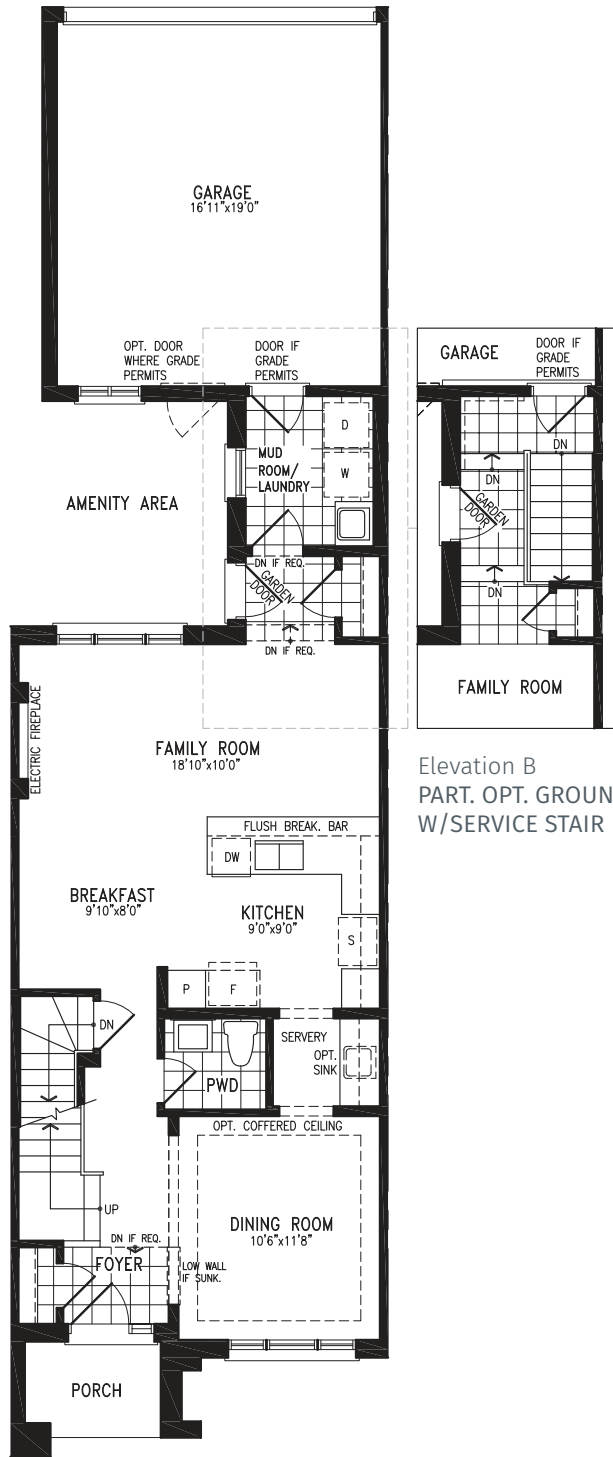 GARAGE
16'11"x19'0"
OPT. DOOR
WHERE GRADE
PERMITS
DOOR IF
GRADE
PERMITS
GARAGE
DOOR IF
GRADE
PERMITS
D
MUD
ROOM/
LAUNDRY
W
DN
DN
AMENITY AREA
GARDEN
DOOR
DN IF REQ.
GARDEN
DOOR
DN
DN IF REQ.
FAMILY ROOM
ELECTRIC FIREPLACE
FAMILY ROOM
18'10"x10'0"
Elevation B
PART. OPT. GROUN
W/SERVICE STAIR
FLUSH BREAK. BAR
DW
BREAKFAST
9'10"x8'0"
KITCHEN
9'0"x9'0"
S
P
F
DN
SERVERY
OPT.
SINK
PWD
OPT. COFFERED CEILING
UP
DINING ROOM
10'6"x11'8"
DN IF REQ.
FOYER
LOW WALL
IF SUNK.
PORCH